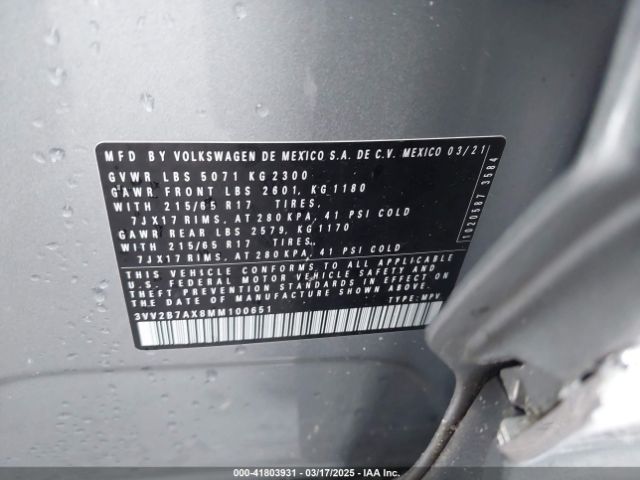 MFD BY VOLKSWAGEN DE MEXICO S.A. DE C.V. MEXICO 03/21
GVWR LBS 5071 KG 2300
GAWR FRONT LBS 2601, KG 1180
WITH 215/65 R17 TIRES,
7JX17 RIMS. AT 280 KPA, 41 PSI COLD
GAWR REAR LBS 2579, KG 1170
WITH 215/65 R17 TIRES,
7JX17 RIMS. AT 280 KPA, 41 PSI COLD
THIS VEHICLE CONFORMS TO ALL APPLICABLE
U.S. FEDERAL MOTOR VEHICLE SAFETY AND
THEFT PREVENTION STANDARDS IN EFFECT ON
THE DATE OF MANUFACTURE SHOWN ABOVE.
3VV2B7AX8MM100651 TYPE: MPV
1020587 3584
000-41803931 - 03/17/2025 - IAA Inc.